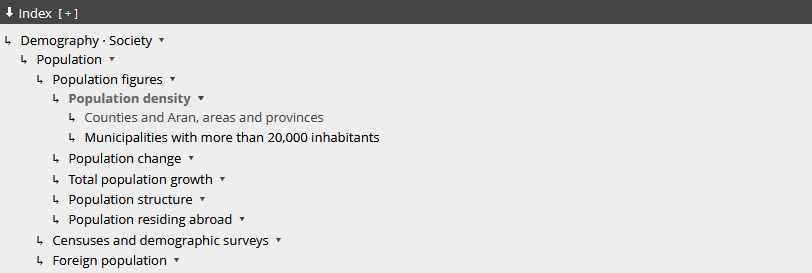 Index [+]
Demography · Society
Population
Population figures
Population density
Counties and Aran, areas and provinces
Municipalities with more than 20,000 inhabitants
Population change
Total population growth
Population structure
Population residing abroad
Censuses and demographic surveys
Foreign population